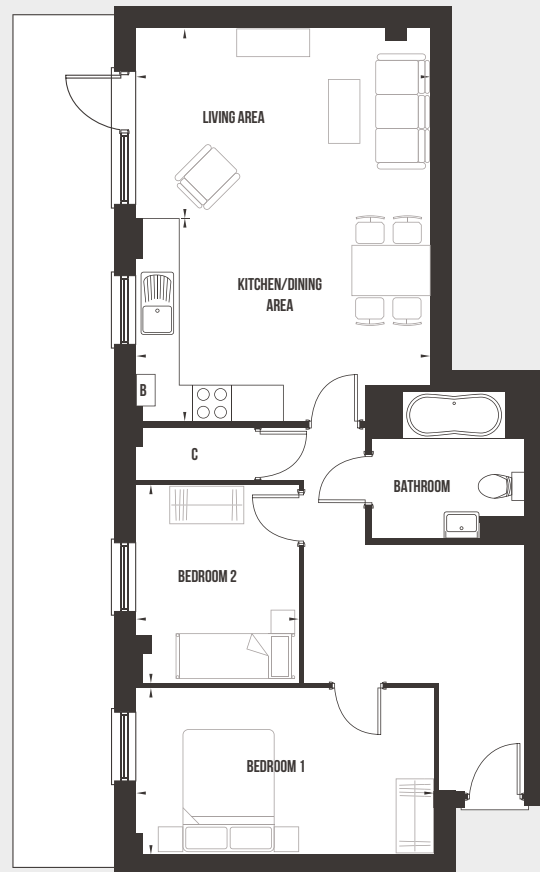 LIVING AREA
KITCHEN/DINING
AREA
B
C
BATHROOM
BEDROOM 2
BEDROOM 1